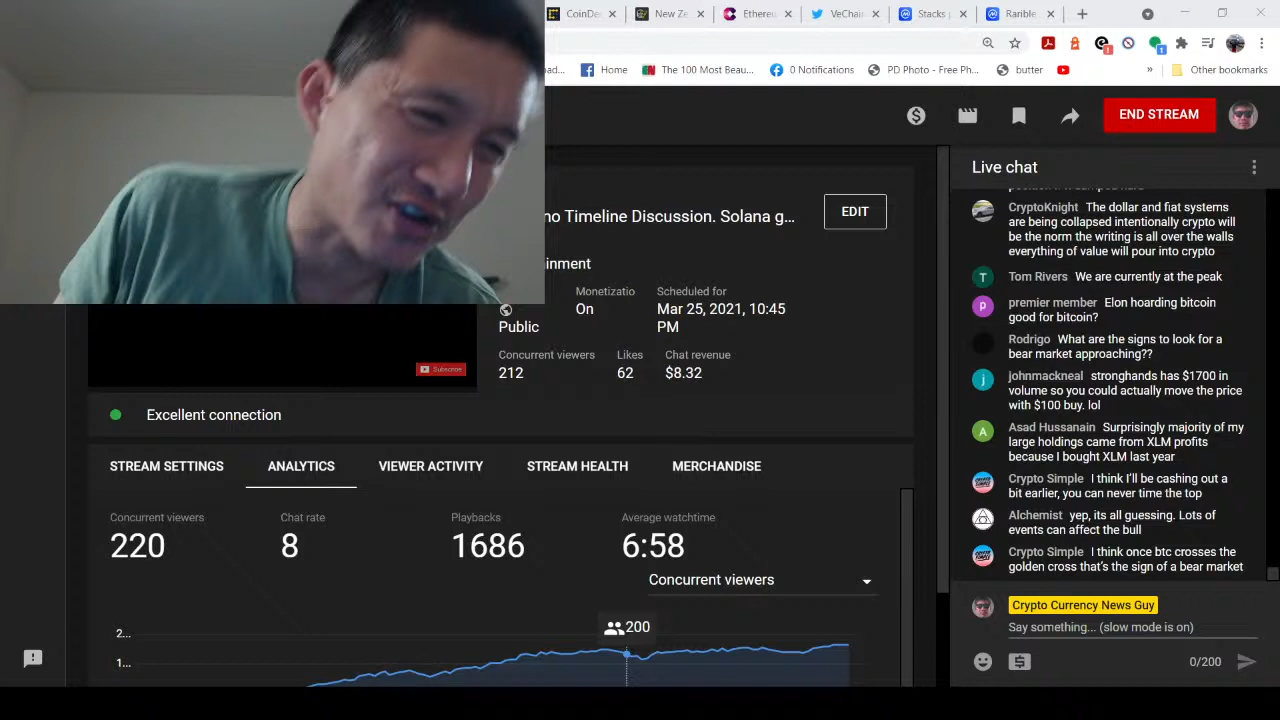 CoinDes
New Ze
Ethereu
VeChai
Stacks
Rarible
oad...
Home
The 100 Most Beau...
0 Notifications
PD Photo - Free Ph...
butter
»
Other bookmarks
END STREAM
no Timeline Discussion. Solana g...
EDIT
inment
Monetizatio
Scheduled for
On
Mar 25, 2021, 10:45
PM
Public
Concurrent viewers
Likes
Chat revenue
212
62
$8.32
Subscribe
Excellent connection
STREAM SETTINGS
ANALYTICS
VIEWER ACTIVITY
STREAM HEALTH
MERCHANDISE
Concurrent viewers
Chat rate
Playbacks
Average watchtime
220
8
1686
6:58
Concurrent viewers
200
2...
1...
Live chat
CryptoKnight The dollar and fiat systems
are being collapsed intentionally crypto will
be the norm the writing is all over the walls
everything of value will pour into crypto
Tom Rivers We are currently at the peak
premier member Elon hoarding bitcoin
good for bitcoin?
Rodrigo What are the signs to look for a
bear market approaching??
johnmackneal stronghands has $1700 in
volume so you could actually move the price
with $100 buy. lol
Asad Hussanain Surprisingly majority of my
large holdings came from XLM profits
because I bought XLM last year
Crypto Simple I think I'll be cashing out a
bit earlier, you can never time the top
Alchemist yep, its all guessing. Lots of
events can affect the bull
Crypto Simple I think once btc crosses the
golden cross that's the sign of a bear market
Crypto Currency News Guy
Say something... (slow mode is on)
0/200